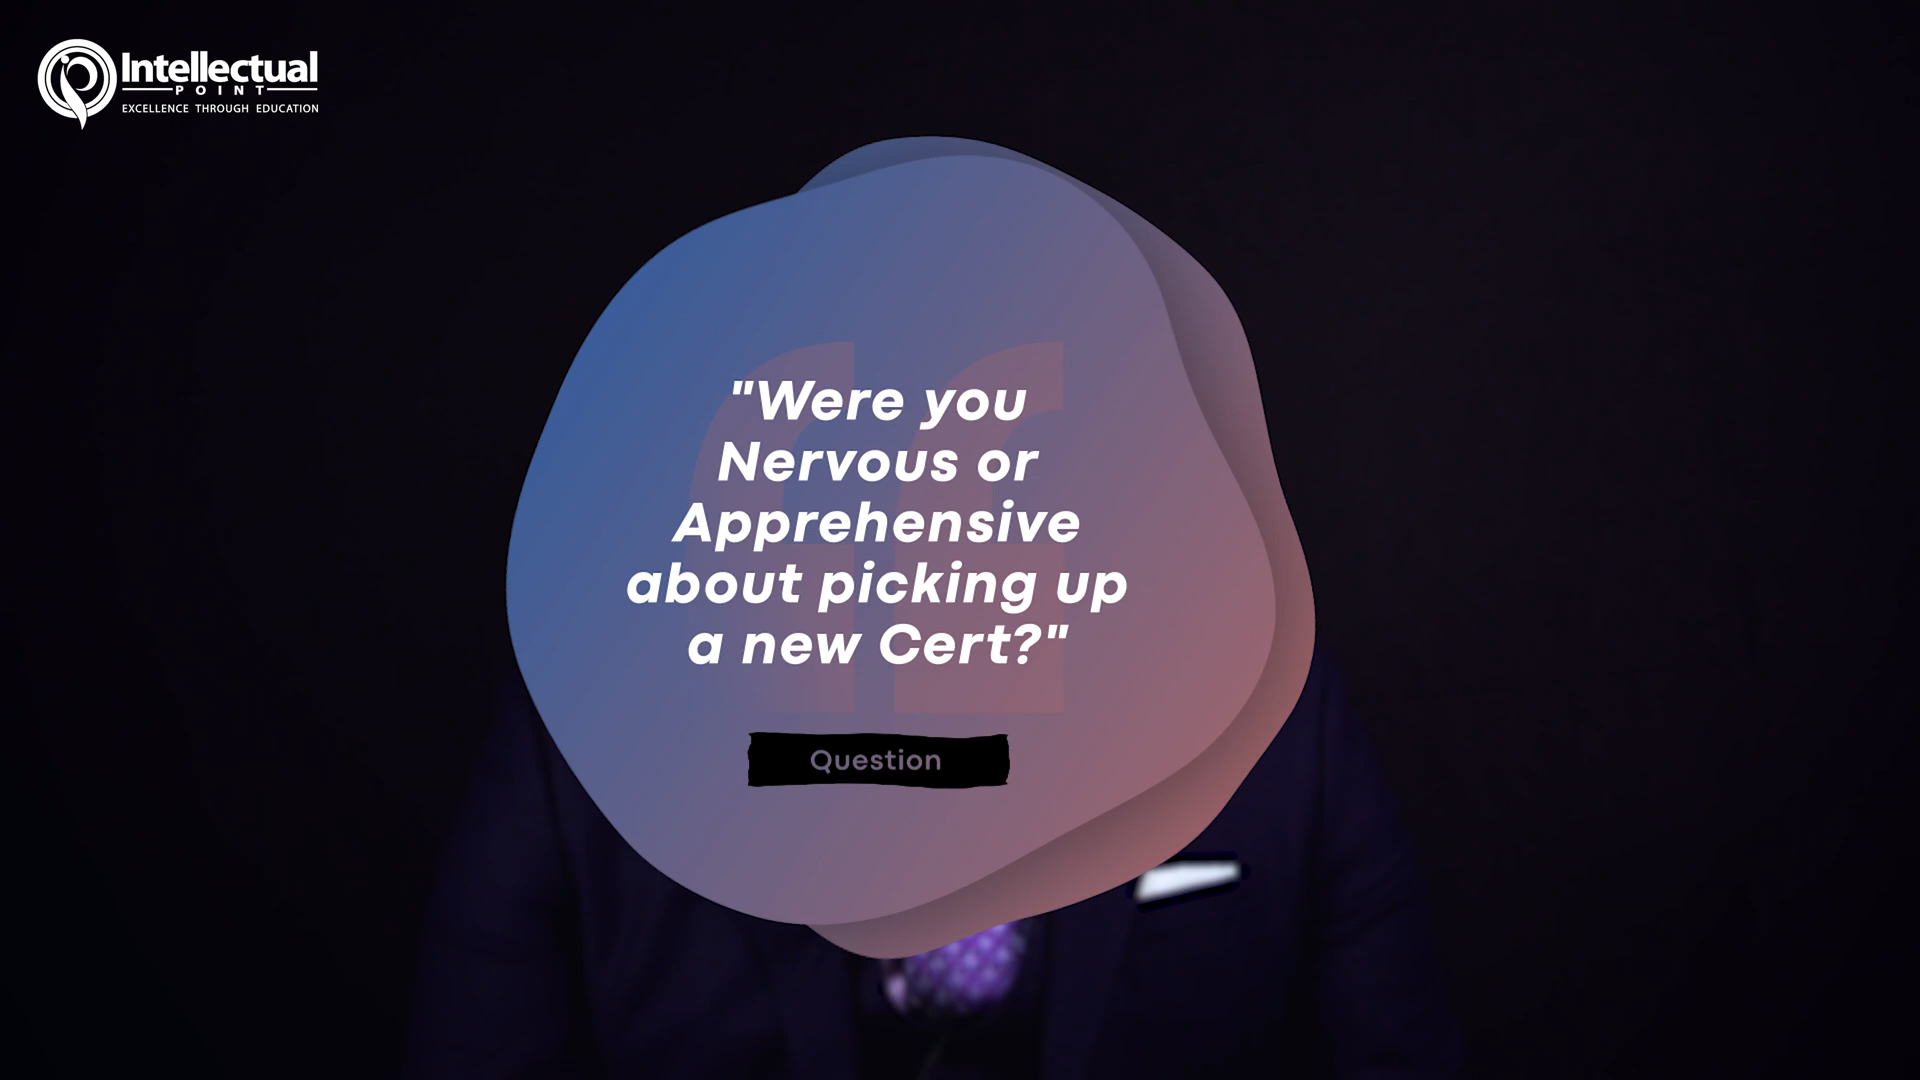 Intellectual
POINT
EXCELLENCE THROUGH EDUCATION
"Were you
Nervous or
Apprehensive
about picking up
a new Cert?"
Question